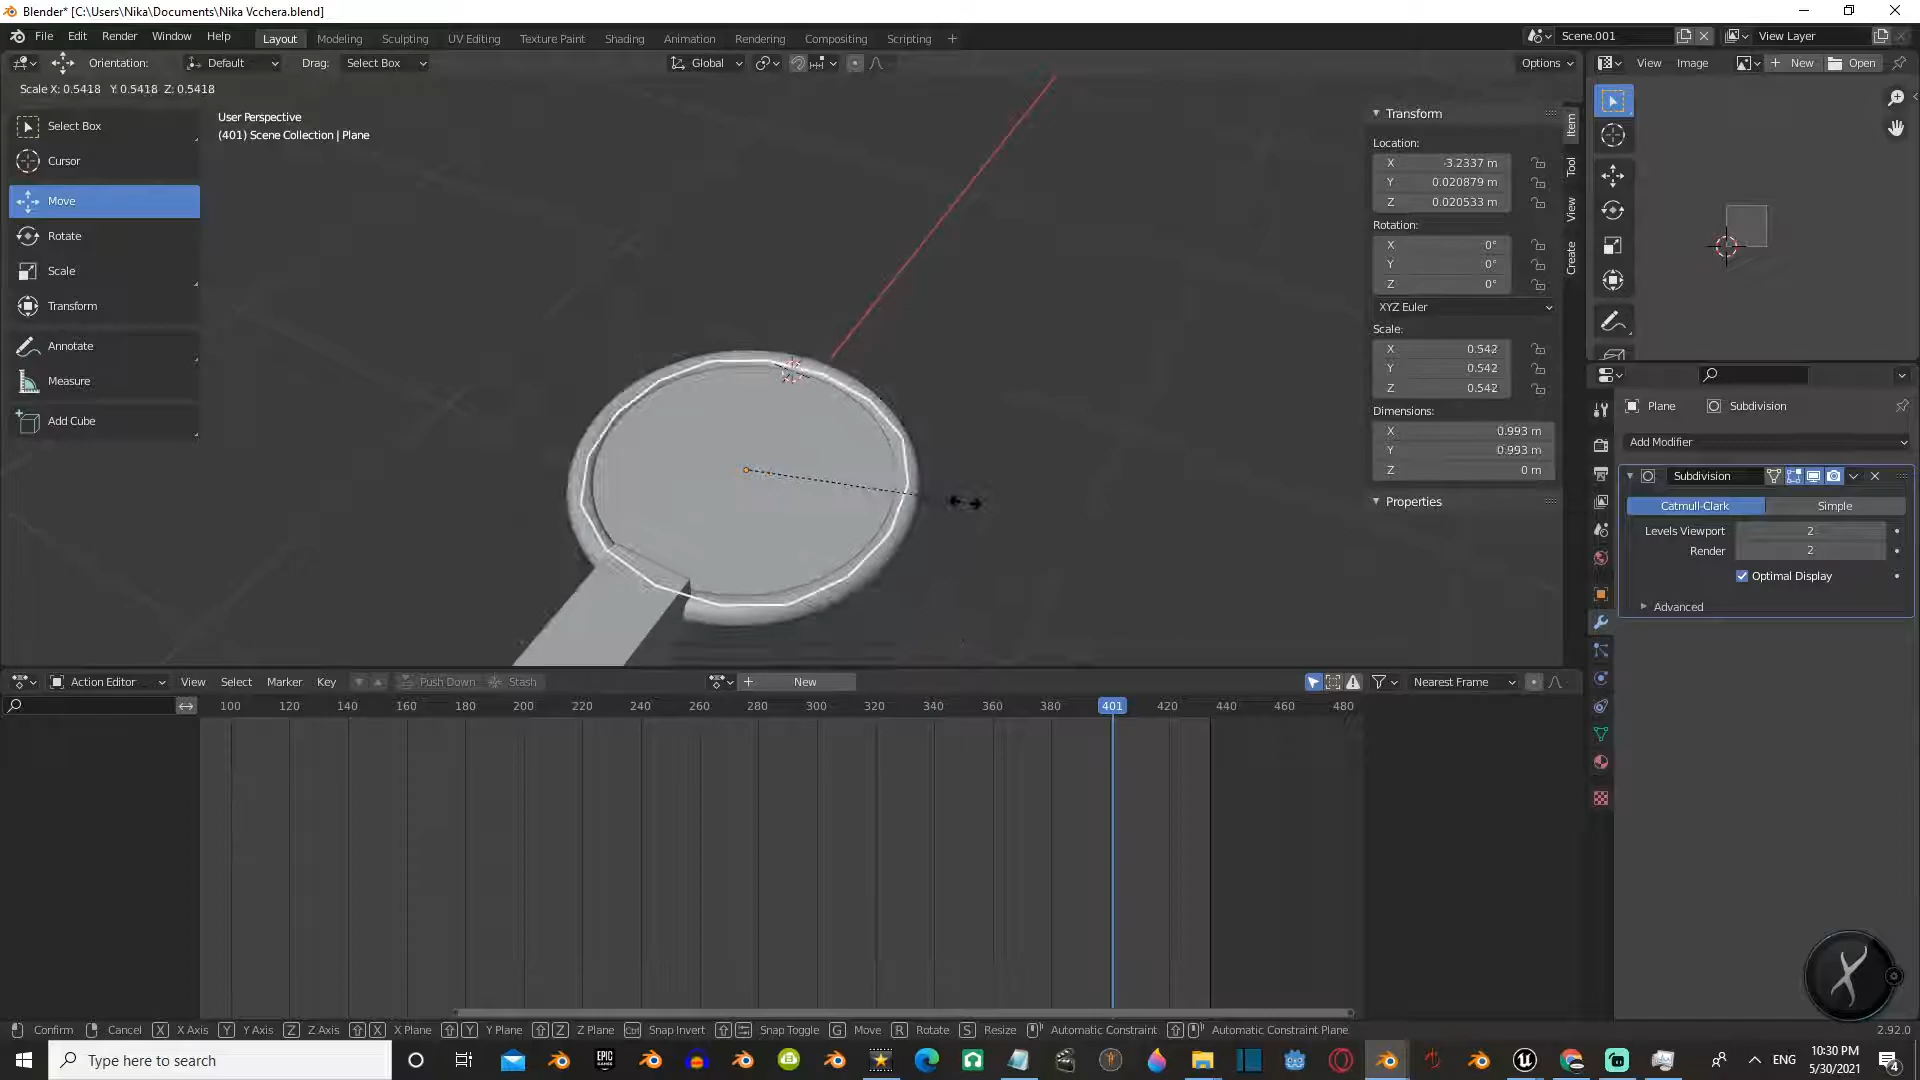 Blender* [C:\Users\Nika\Documents\Nika Vcchera.blend]
File Edit Render Window Help Layout Modeling Sculpting UV Editing Texture Paint Shading Animation Rendering Compositing Scripting + Scene.001 View Layer
Orientation: Default Drag: Select Box Global Options View Image New Open
Scale X: 0.5418 Y: 0.5418 Z: 0.5418
User Perspective
(401) Scene Collection | Plane
Select Box
Cursor
Move
Rotate
Scale
Transform
Annotate
Measure
Add Cube
Transform
Location:
X -3.2337 m
Y 0.020879 m
Z 0.020533 m
Rotation:
X 0°
Y 0°
Z 0°
XYZ Euler
Scale:
X 0.542
Y 0.542
Z 0.542
Dimensions:
X 0.993 m
Y 0.993 m
Z 0 m
Properties
Item
Tool
View
Create
Plane Subdivision
Add Modifier
Subdivision
Catmull-Clark Simple
Levels Viewport 2
Render 2
Optimal Display
Advanced
Action Editor View Select Marker Key Push Down Stash New Nearest Frame
100 120 140 160 180 200 220 240 260 280 300 320 340 360 380 401 420 440 460 480
Confirm Cancel X X Axis Y Y Axis Z Z Axis X X Plane Y Y Plane Z Z Plane Ctrl Snap Invert Snap Toggle G Move R Rotate S Resize Automatic Constraint Automatic Constraint Plane 2.92.0
Type here to search
EPIC
GAMES
ENG
10:30 PM
5/30/2021
4